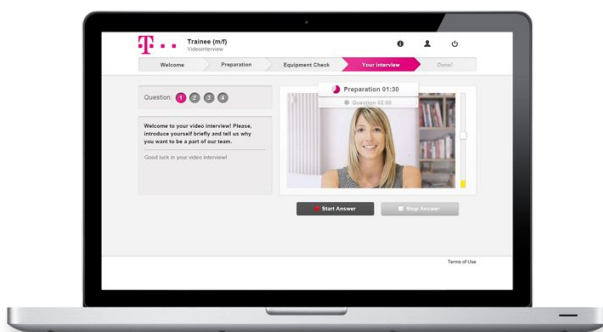 T
Trainee (m/f)
Videointerview
Welcome
Preparation
Equipment Check
Your interview
Done!
Question: 1 2 3 4
Welcome to your video interview! Please,
introduce yourself briefly and tell us why
you want to be a part of our team.
Good luck in your video interview!
Preparation 01:30
Question 02:00
Start Answer
Stop Answer
Terms of Use